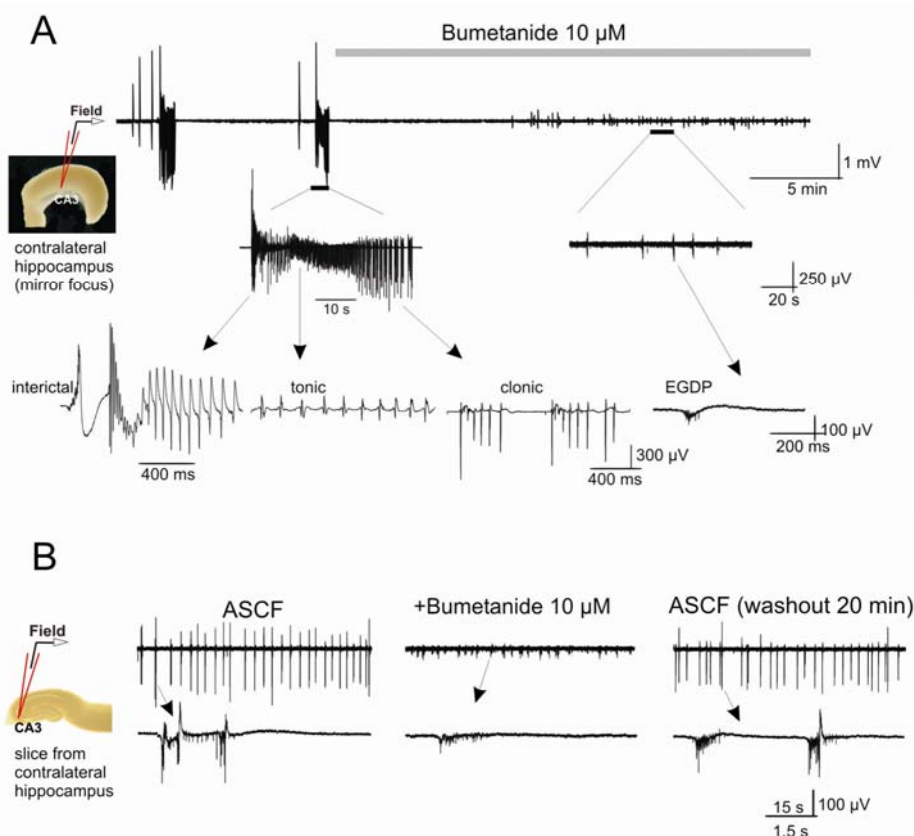 A
Bumetanide 10 µM
Field
CA3
1 mV
5 min
contralateral
hippocampus
(mirror focus)
10 s
250 µV
20 s
interictal
tonic
clonic
EGDP
400 ms
300 µV
400 ms
100 µV
200 ms
B
ASCF
+Bumetanide 10 µM
ASCF (washout 20 min)
Field
CA3
slice from
contralateral
hippocampus
15 s
100 µV
1.5 s